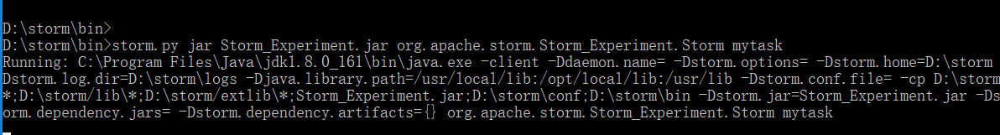 D:\storm\bin>
D:\storm\bin>storm.py jar Storm_Experiment.jar org.apache.storm.Storm_Experiment.Storm mytask
Running: C:\Program Files\Java\jdk1.8.0_161\bin\java.exe -client -Ddaemon.name= -Dstorm.options= -Dstorm.home=D:\storm
Dstorm.log.dir=D:\storm\logs -Djava.library.path=/usr/local/lib:/opt/local/lib:/usr/lib -Dstorm.conf.file= -cp D:\storm
*;D:\storm/lib\*;D:\storm/extlib\*;Storm_Experiment.jar;D:\storm\conf;D:\storm\bin -Dstorm.jar=Storm_Experiment.jar -Ds
orm.dependency.jars= -Dstorm.dependency.artifacts={} org.apache.storm.Storm_Experiment.Storm mytask